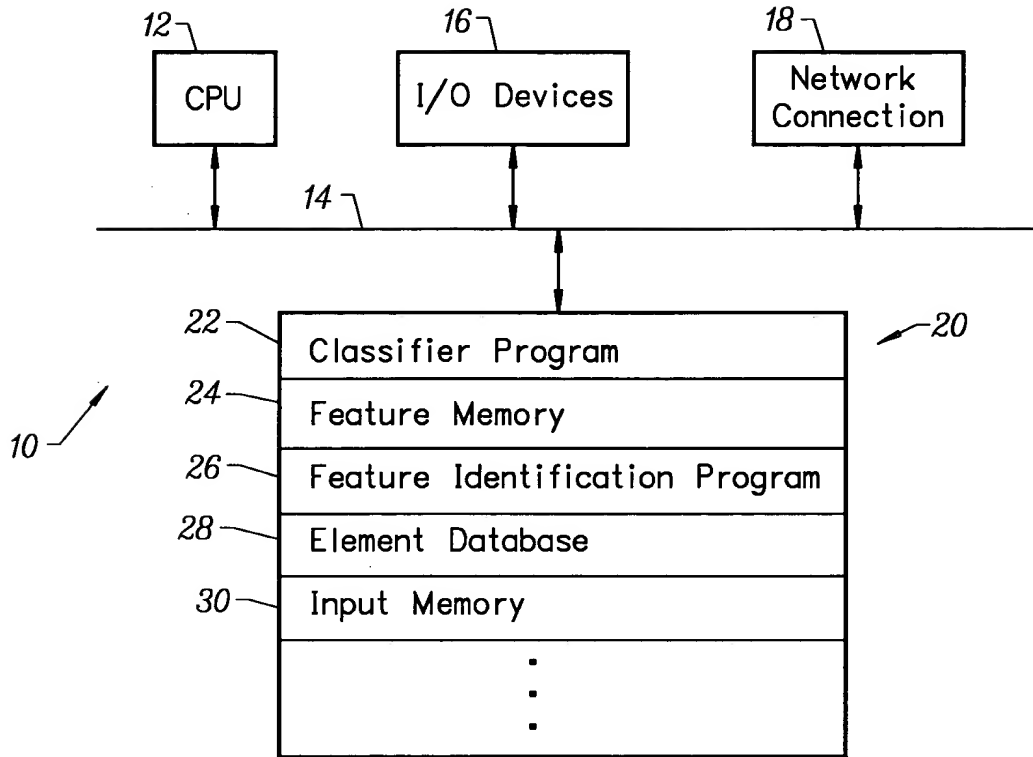 12
16
18
CPU
I/O Devices
Network
Connection
14
22
Classifier Program
20
24
Feature Memory
10
26
Feature Identification Program
28
Element Database
30
Input Memory